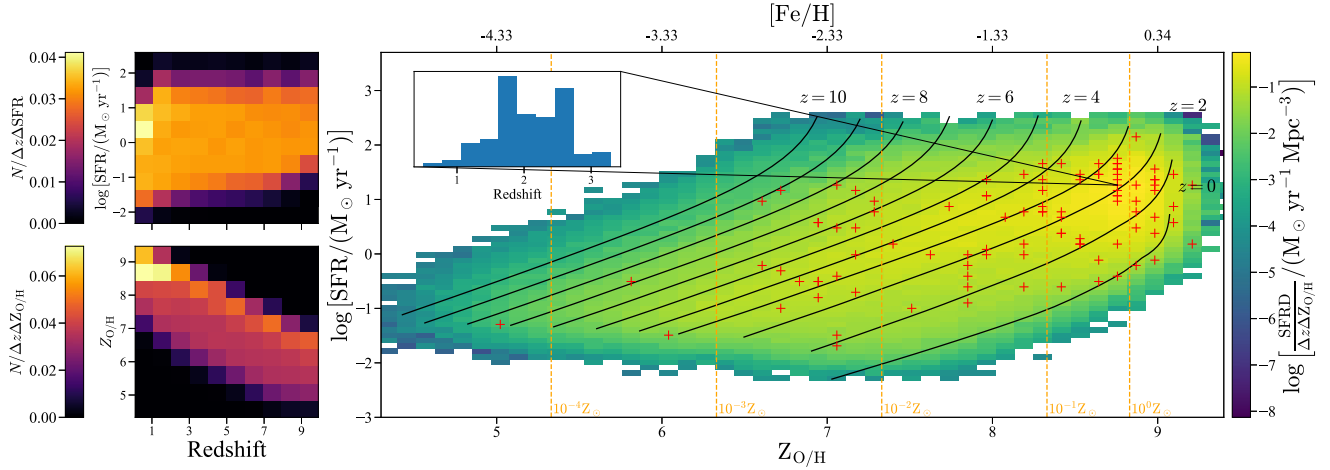 [Fe/H]
-4.33 -3.33 -2.33 -1.33 0.34
0.04
0.03
0.02
0.01
0.00
N/ΔzΔSFR
2
1
0
−1
−2
log [SFR/(M⊙ yr⁻¹)]
0.06
0.04
0.02
0.00
N/ΔzΔZ_O/H
9
8
7
6
5
Z_O/H
1 3 5 7 9
Redshift
3
2
1
0
−1
−2
−3
log [SFR/(M⊙ yr⁻¹)]
1 2 3
Redshift
z = 10
z = 8
z = 6
z = 4
z = 2
z = 0
10⁻⁴Z⊙
10⁻³Z⊙
10⁻²Z⊙
10⁻¹Z⊙
10⁰Z⊙
5 6 7 8 9
Z_O/H
−1
−2
−3
−4
−5
−6
−7
−8
log [SFRD/ΔzΔZ_O/H /(M⊙ yr⁻¹ Mpc⁻³)]